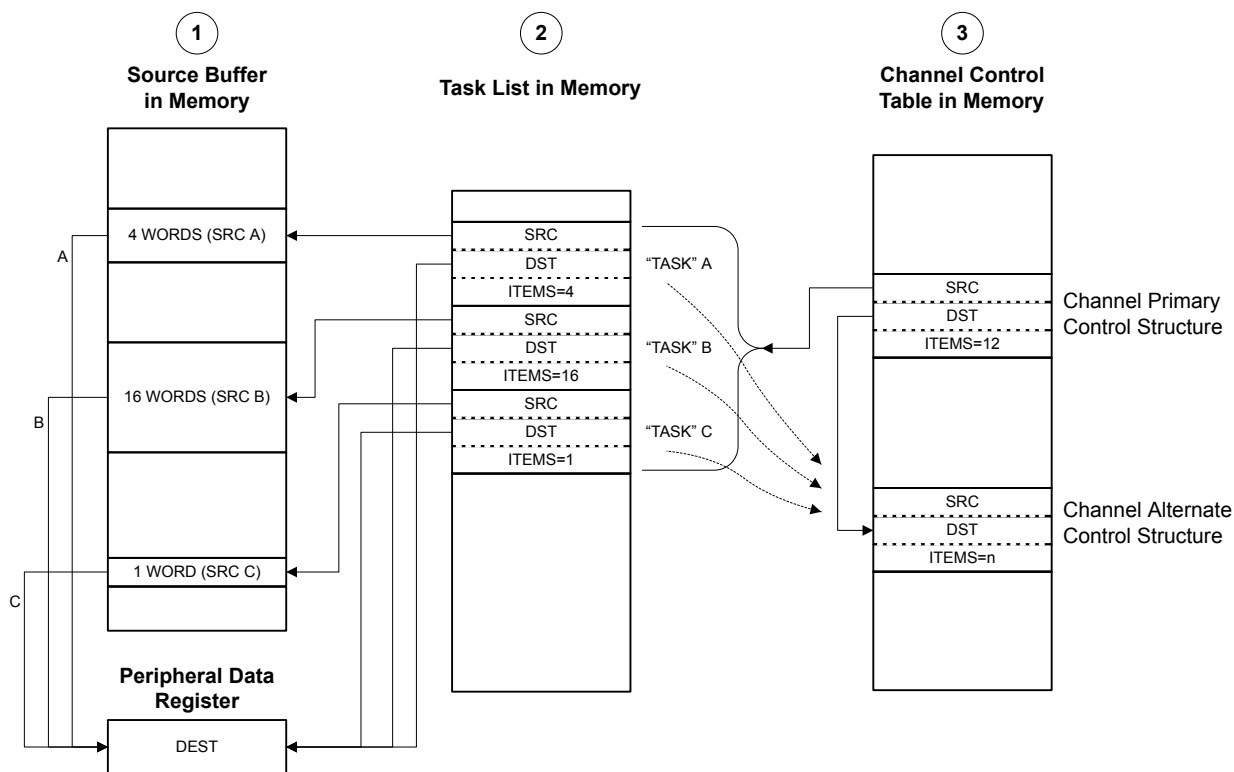 1
Source Buffer
in Memory
4 WORDS (SRC A)
A
16 WORDS (SRC B)
B
1 WORD (SRC C)
C
Peripheral Data
Register
DEST
2
Task List in Memory
SRC
DST
ITEMS=4
“TASK” A
SRC
DST
ITEMS=16
“TASK” B
SRC
DST
ITEMS=1
“TASK” C
3
Channel Control
Table in Memory
SRC
DST
ITEMS=12
Channel Primary
Control Structure
SRC
DST
ITEMS=n
Channel Alternate
Control Structure